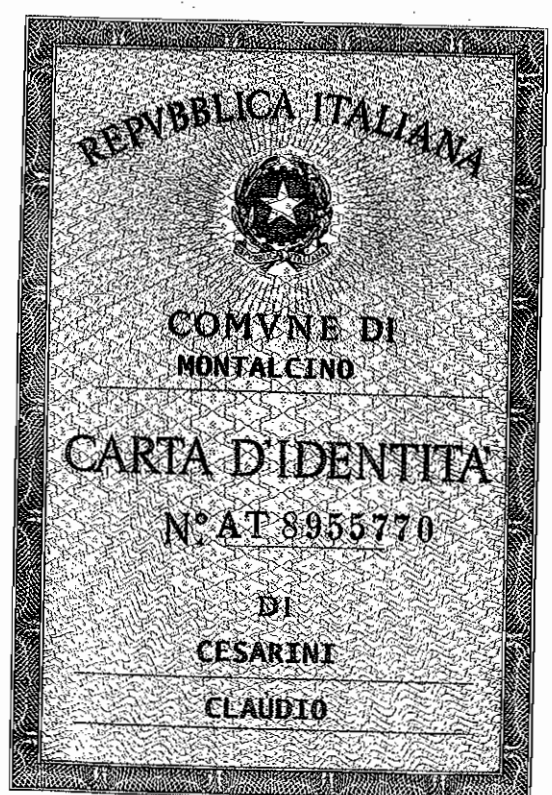 REPVBBLICA ITALIANA
COMVNE DI
MONTALCINO
CARTA D'IDENTITA'
N° AT 8955770
DI
CESARINI
CLAUDIO